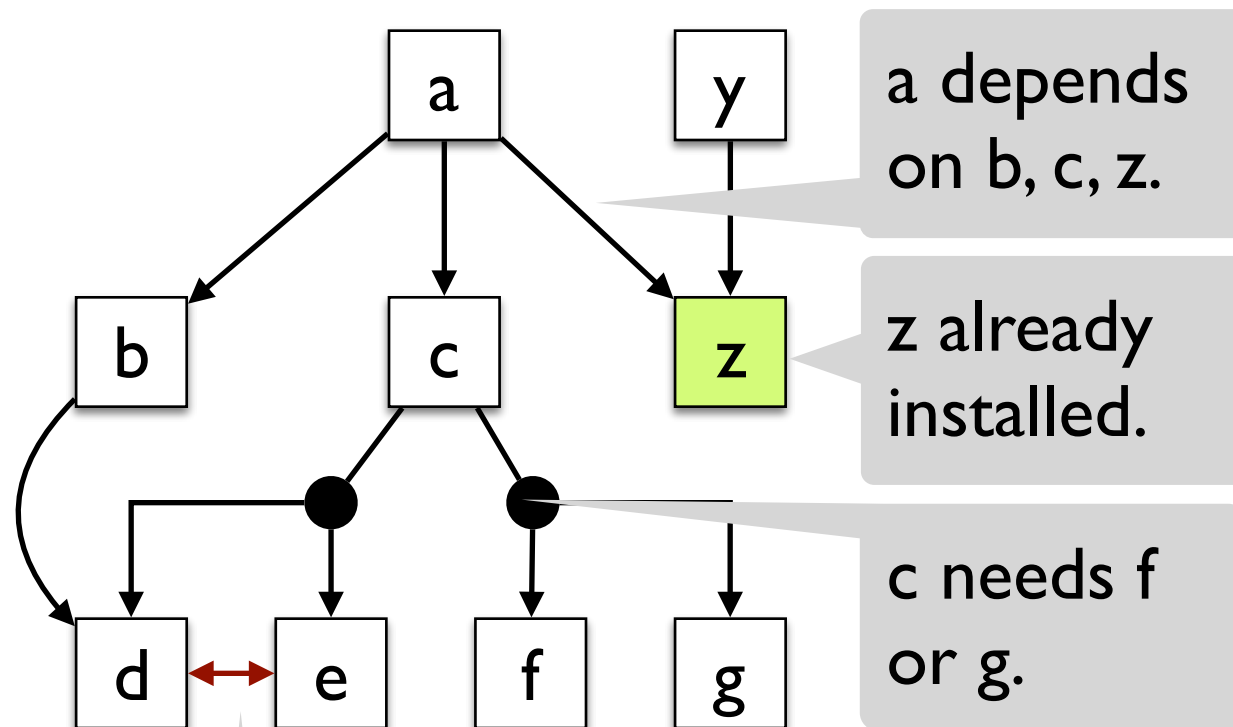 a
y
a depends
on b, c, z.
b
c
z
z already
installed.
c needs f
or g.
d
e
f
g